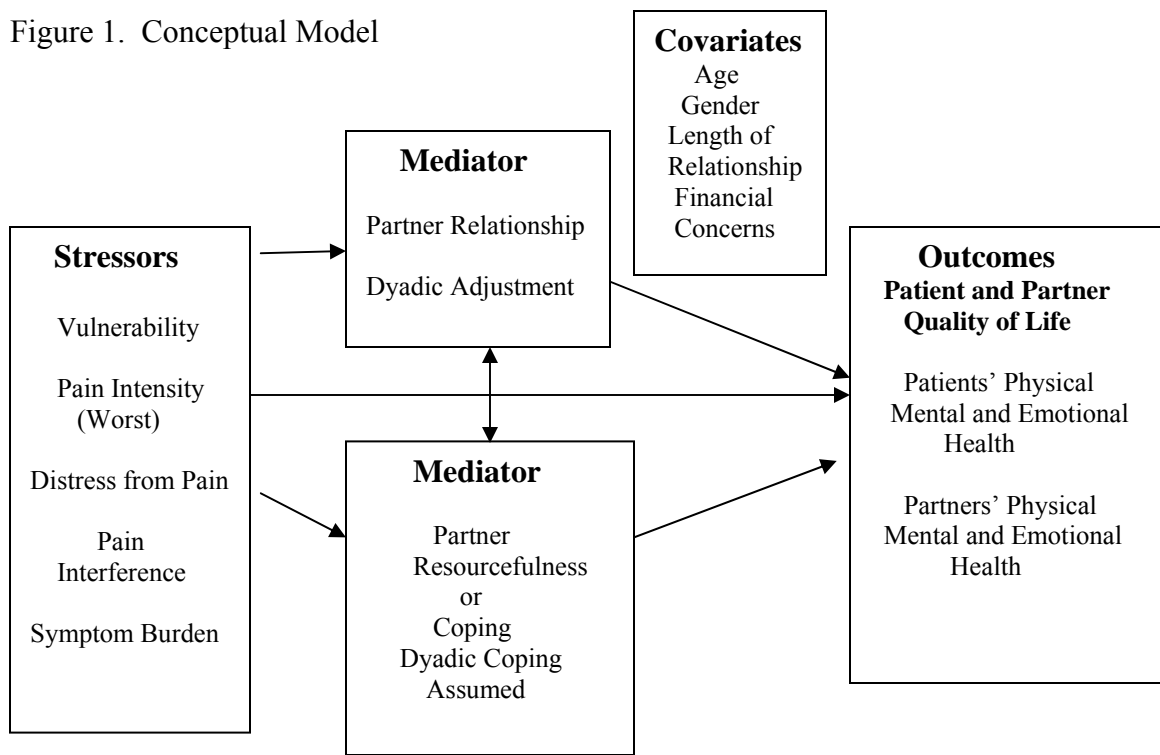 Figure 1.  Conceptual Model
Covariates
Age
Gender
Length of
Relationship
Financial
Concerns
Mediator
Partner Relationship
Dyadic Adjustment
Stressors
Vulnerability
Pain Intensity
(Worst)
Distress from Pain
Pain
Interference
Symptom Burden
Mediator
Partner
Resourcefulness
or
Coping
Dyadic Coping
Assumed
Outcomes
Patient and Partner
Quality of Life
Patients’ Physical
Mental and Emotional
Health
Partners’ Physical
Mental and Emotional
Health